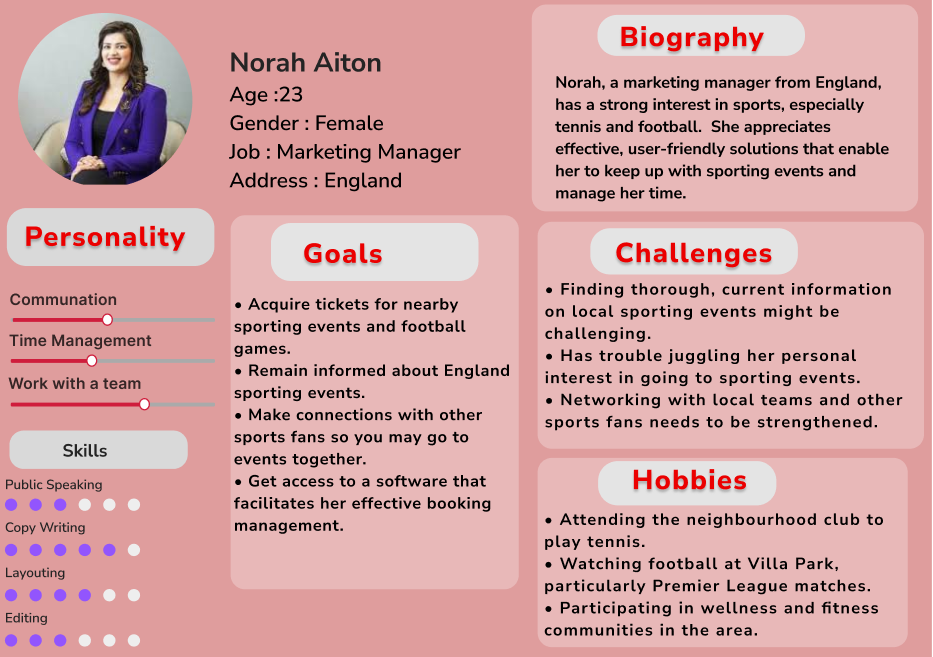 Norah Aiton
Age :23
Gender : Female
Job : Marketing Manager
Address : England
Personality
Communation
Time Management
Work with a team
Skills
Public Speaking
Copy Writing
Layouting
Editing
Goals
• Acquire tickets for nearby
sporting events and football
games.
• Remain informed about England
sporting events.
• Make connections with other
sports fans so you may go to
events together.
• Get access to a software that
facilitates her effective booking
management.
Biography
Norah, a marketing manager from England,
has a strong interest in sports, especially
tennis and football.  She appreciates
effective, user-friendly solutions that enable
her to keep up with sporting events and
manage her time.
Challenges
• Finding thorough, current information
on local sporting events might be
challenging.
• Has trouble juggling her personal
interest in going to sporting events.
• Networking with local teams and other
sports fans needs to be strengthened.
Hobbies
• Attending the neighbourhood club to
play tennis.
• Watching football at Villa Park,
particularly Premier League matches.
• Participating in wellness and fitness
communities in the area.